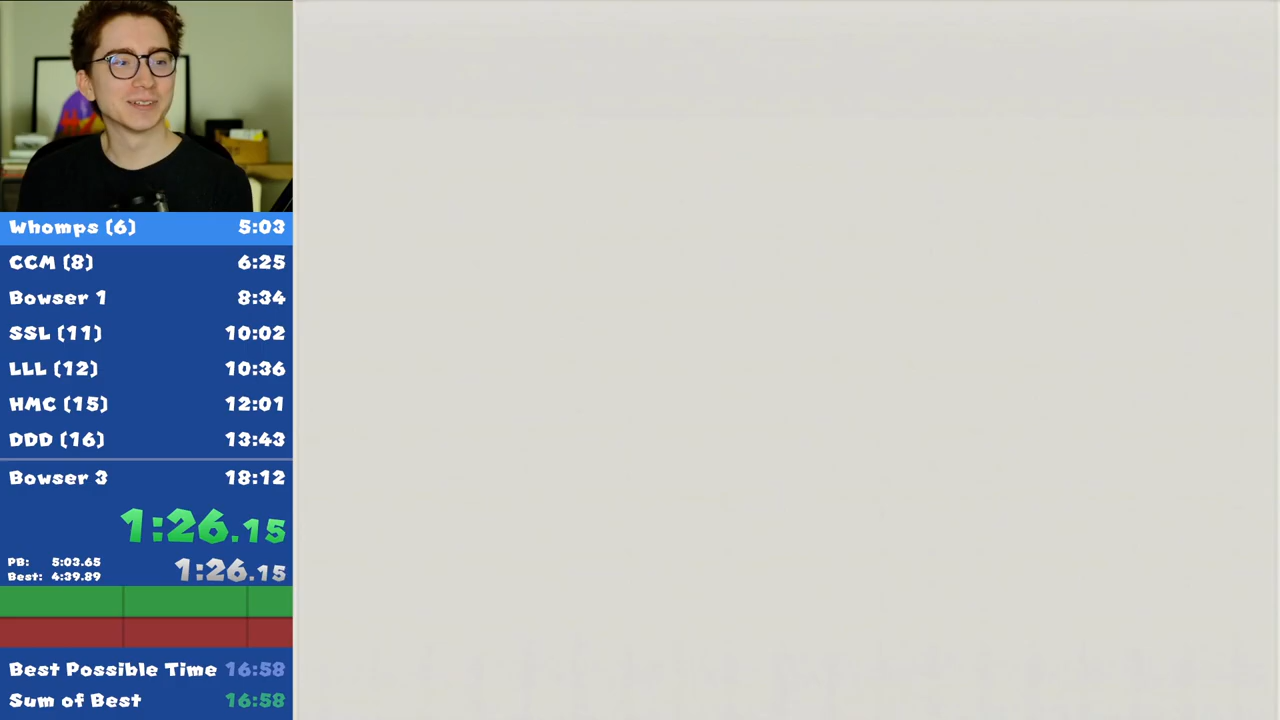 Whomps (6) 5:03
CCM (8) 6:25
Bowser 1 8:34
SSL (11) 10:02
LLL (12) 10:36
HMC (15) 12:01
DDD (16) 13:43
Bowser 3 18:12
1:26.15
PB: 5:03.65
Best: 4:39.89
1:26.15
Best Possible Time 16:58
Sum of Best 16:58